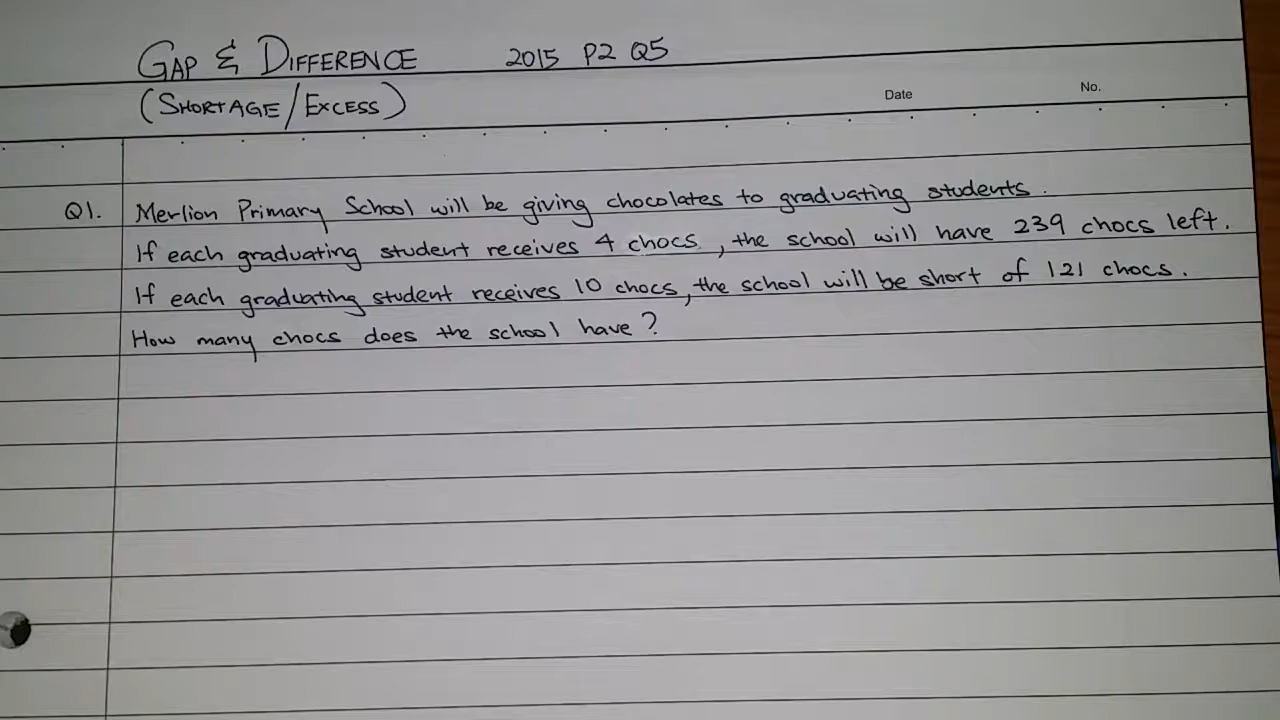 GAP & DIFFERENCE 2015 P2 Q5
(SHORTAGE/EXCESS)
Date No.
Q1. Merlion Primary School will be giving chocolates to graduating students.
If each graduating student receives 4 chocs, the school will have 239 chocs left.
If each graduating student receives 10 chocs, the school will be short of 121 chocs.
How many chocs does the school have?